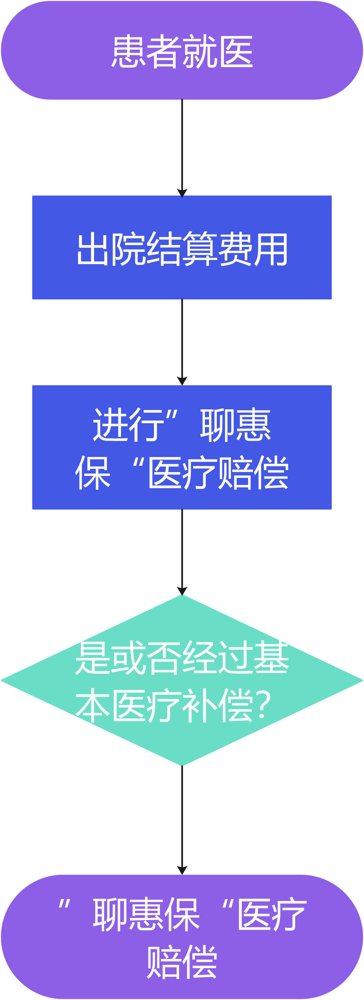 患者就医
出院结算费用
进行”聊惠
保“医疗赔偿
是或否经过基
本医疗补偿？
”聊惠保“医疗
赔偿